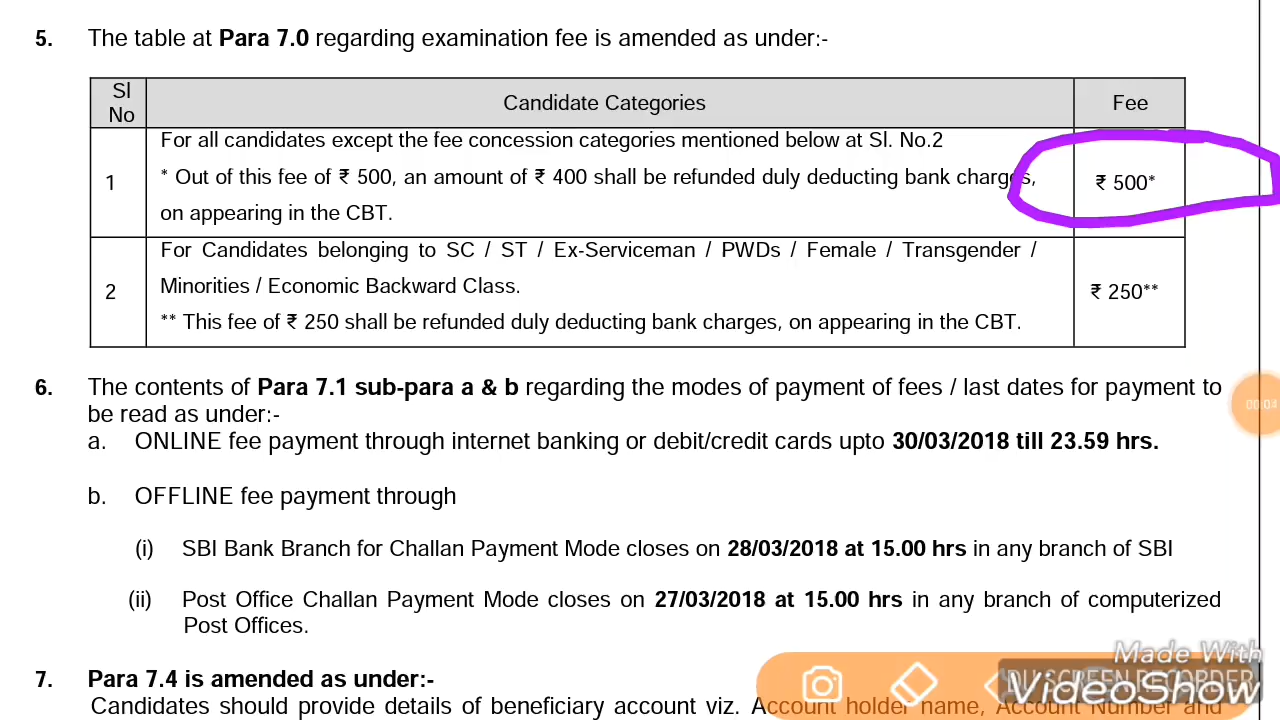 5. The table at Para 7.0 regarding examination fee is amended as under:-
Sl No Candidate Categories Fee
1 For all candidates except the fee concession categories mentioned below at Sl. No.2
* Out of this fee of ₹ 500, an amount of ₹ 400 shall be refunded duly deducting bank charges, ₹ 500*
on appearing in the CBT.
2 For Candidates belonging to SC / ST / Ex-Serviceman / PWDs / Female / Transgender /
Minorities / Economic Backward Class. ₹ 250**
** This fee of ₹ 250 shall be refunded duly deducting bank charges, on appearing in the CBT.
6. The contents of Para 7.1 sub-para a & b regarding the modes of payment of fees / last dates for payment to
be read as under:-
a. ONLINE fee payment through internet banking or debit/credit cards upto 30/03/2018 till 23.59 hrs.
b. OFFLINE fee payment through
(i) SBI Bank Branch for Challan Payment Mode closes on 28/03/2018 at 15.00 hrs in any branch of SBI
(ii) Post Office Challan Payment Mode closes on 27/03/2018 at 15.00 hrs in any branch of computerized
Post Offices.
7. Para 7.4 is amended as under:-
Candidates should provide details of beneficiary account viz. Account holder name, Account Number and
Made With
VideoShow